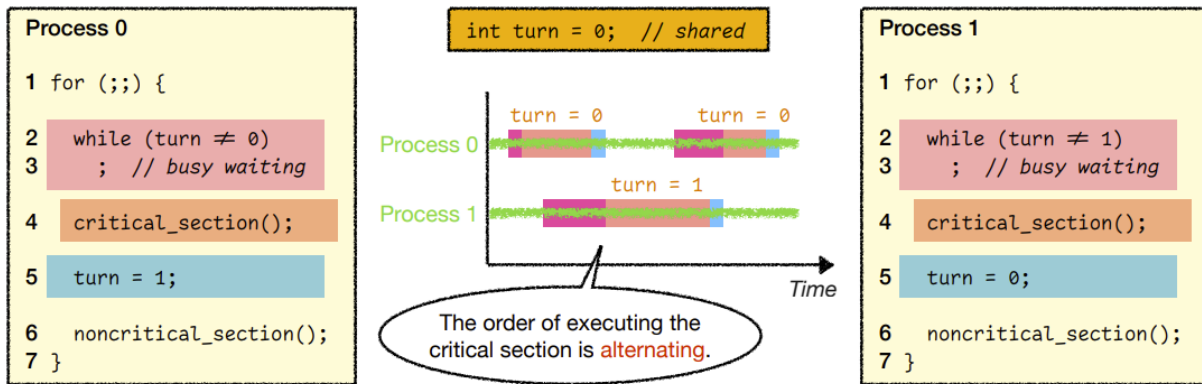 Process 0
1 for (;;) {
2 while (turn ≠ 0)
3 ; // busy waiting
4 critical_section();
5 turn = 1;
6 noncritical_section();
7 }
int turn = 0; // shared
turn = 0 turn = 0
Process 0
turn = 1
Process 1
Time
The order of executing the
critical section is alternating.
Process 1
1 for (;;) {
2 while (turn ≠ 1)
3 ; // busy waiting
4 critical_section();
5 turn = 0;
6 noncritical_section();
7 }